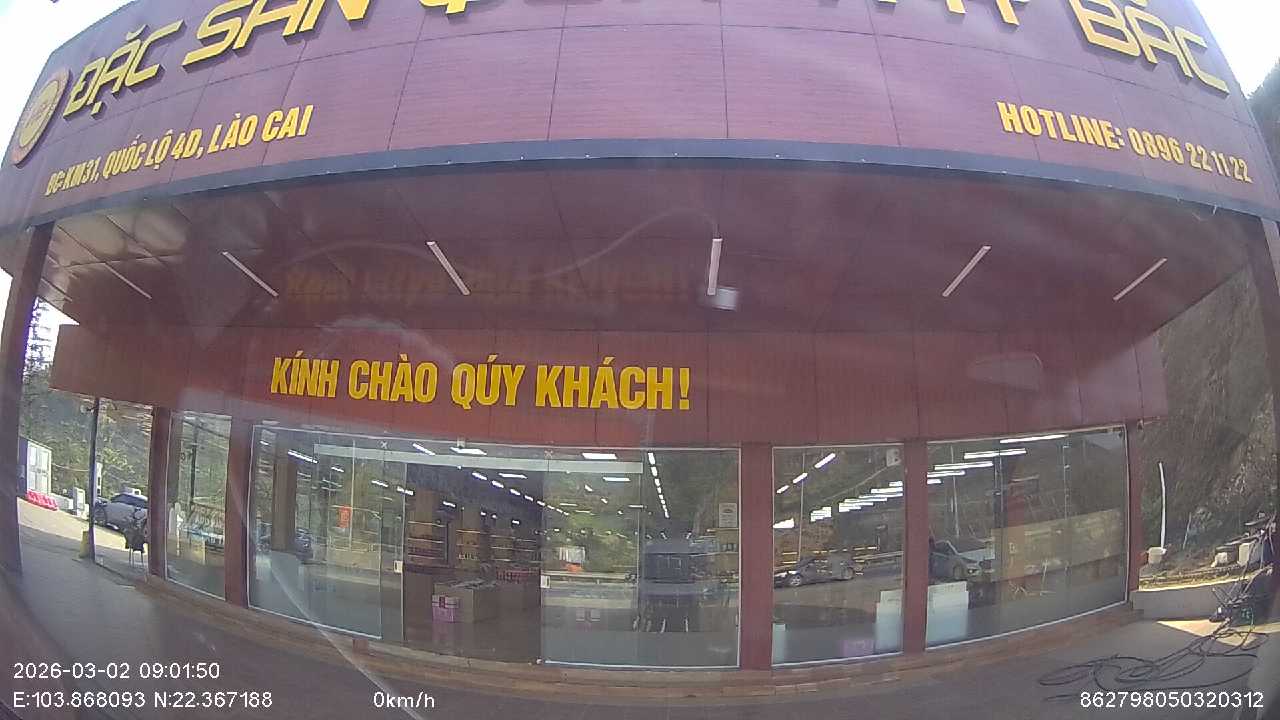 ĐẶC SẢN TÂY BẮC
ĐC: KM31, QUỐC LỘ 4D, LÀO CAI
HOTLINE: 0896 22 11 22
KÍNH CHÀO QÚY KHÁCH!
2026-03-02 09:01:50
E:103.868093 N:22.367188
0km/h
862798050320312